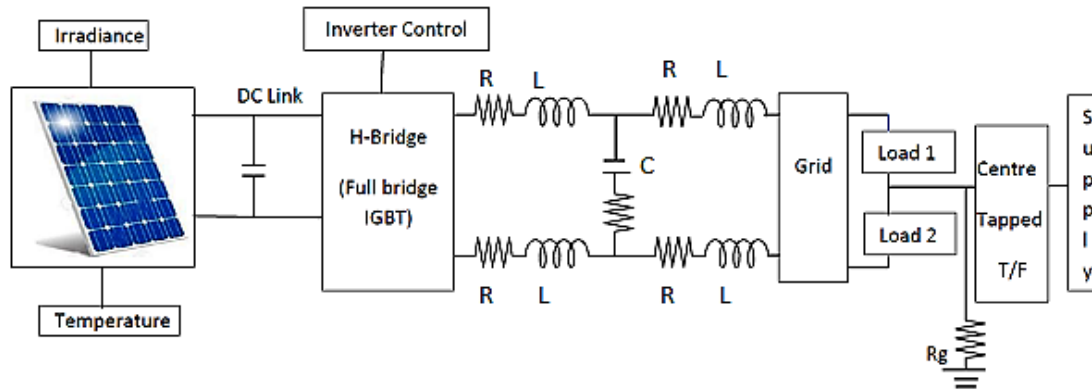 Irradiance
Inverter Control
DC Link
H-Bridge
(Full bridge
IGBT)
R
L
R
L
C
R
L
R
L
Grid
Load 1
Load 2
Centre
Tapped
T/F
S
u
p
p
l
y
Temperature
Rg